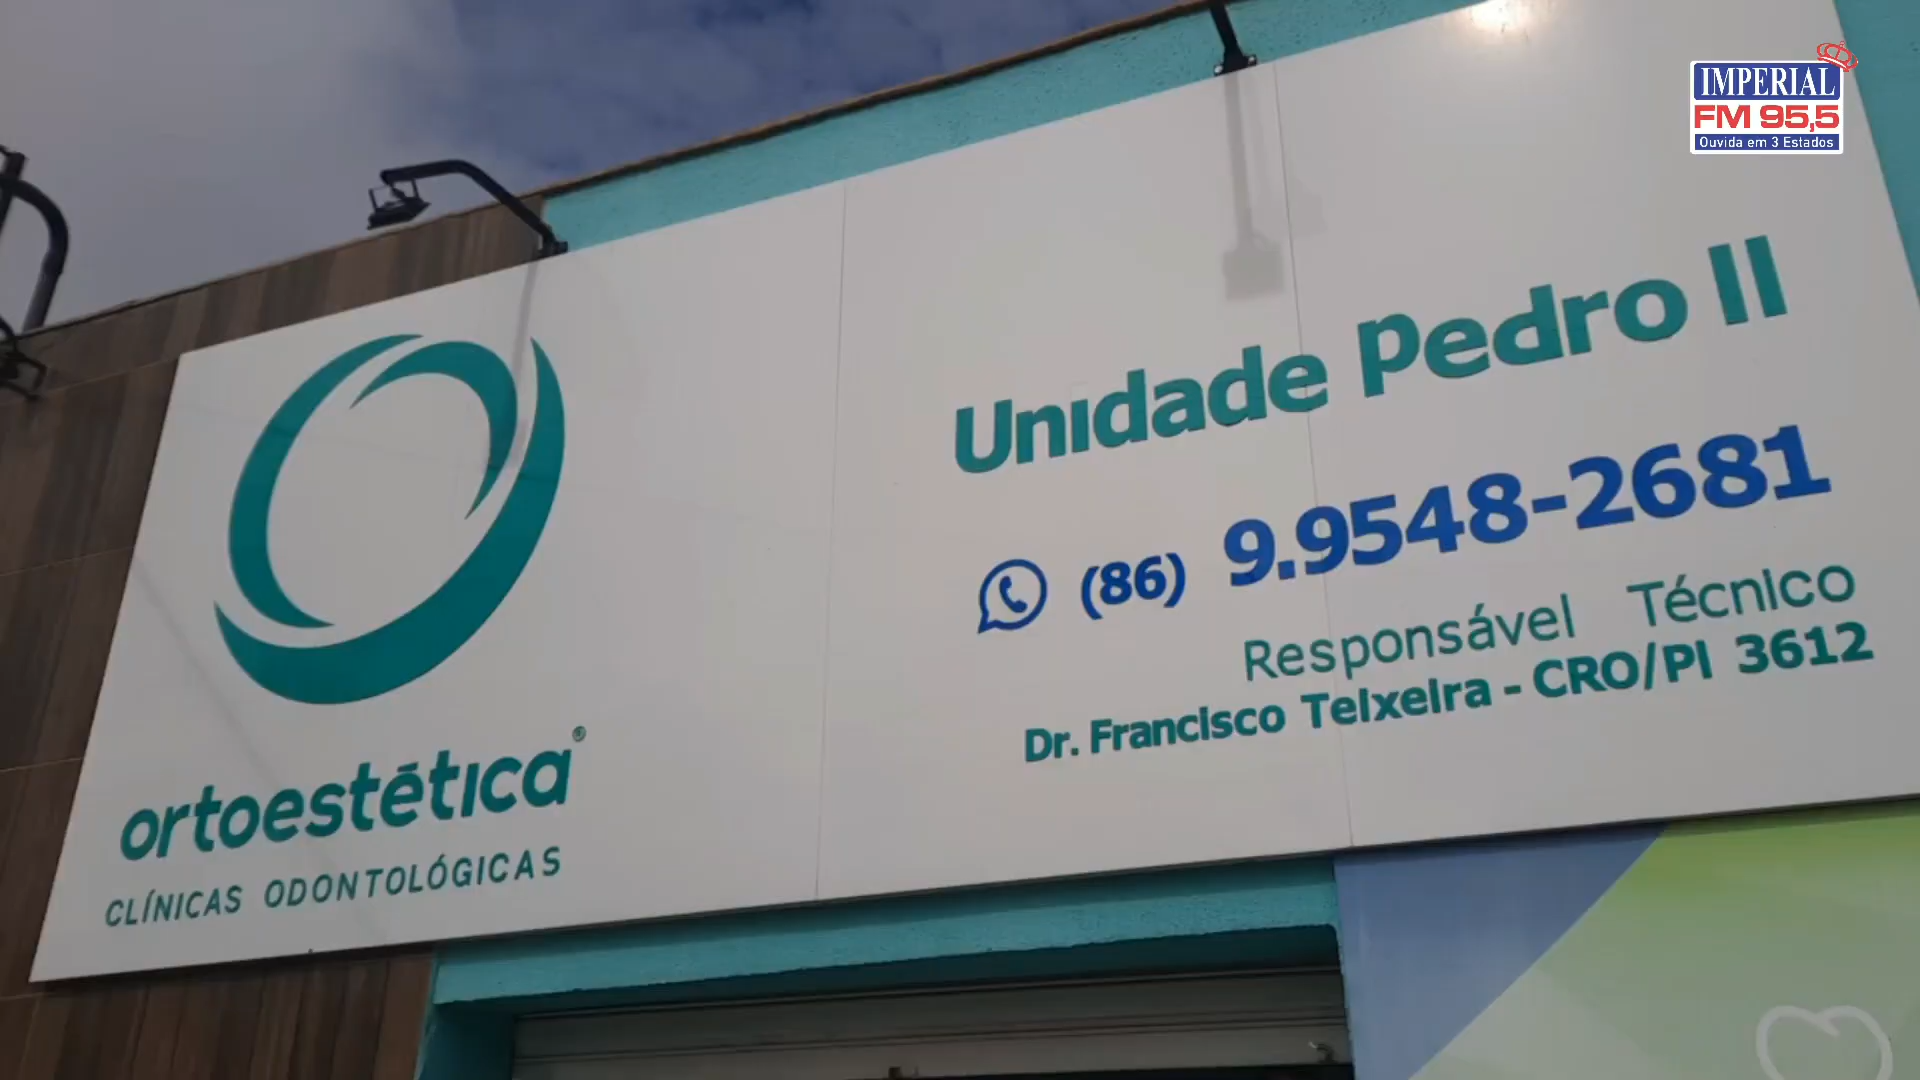 IMPERIAL
FM 95,5
Ouvida em 3 Estados
Unidade Pedro II
(86) 9.9548-2681
Responsável Técnico
Dr. Francisco Teixeira - CRO/PI 3612
ortoestética®
CLÍNICAS ODONTOLÓGICAS